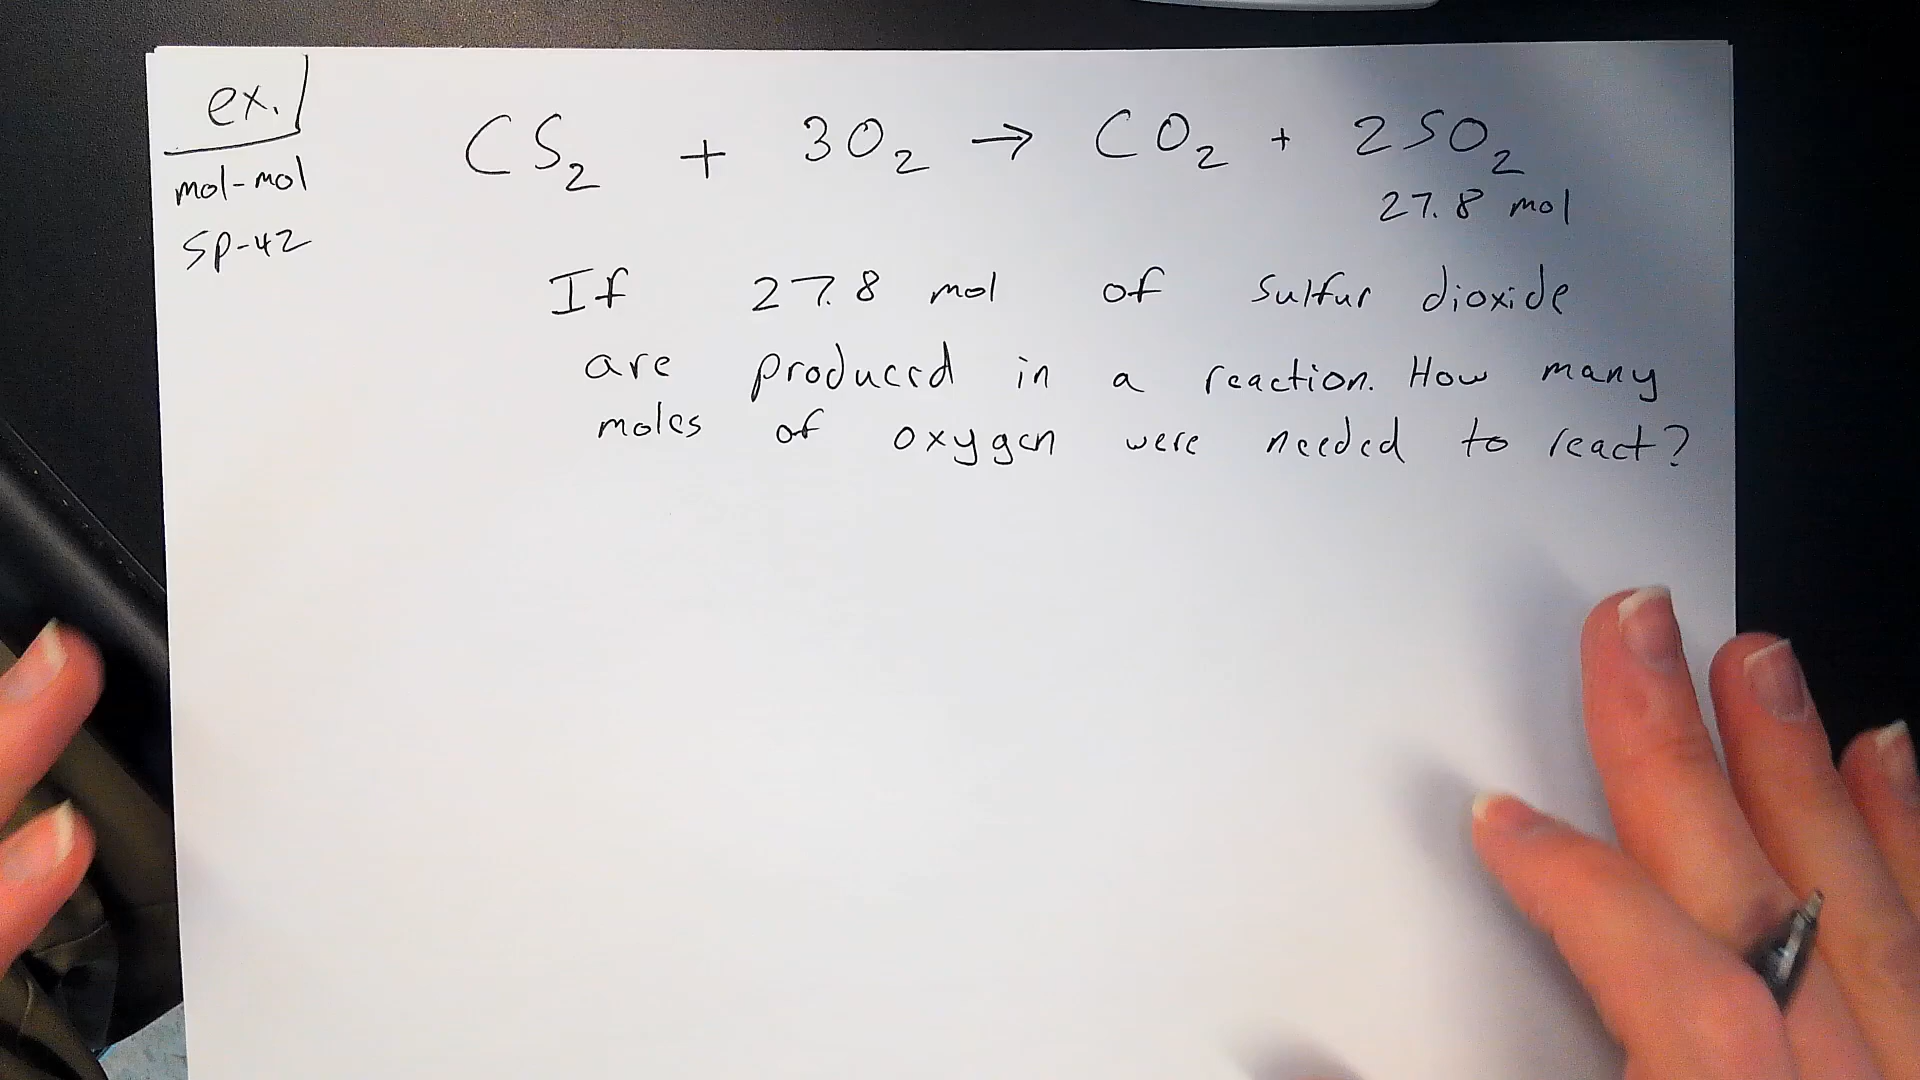 ex.
mol-mol
SP-42
CS₂ + 3O₂ → CO₂ + 2SO₂
27.8 mol
If 27.8 mol of sulfur dioxide
are produced in a reaction. How many
moles of oxygen were needed to react?